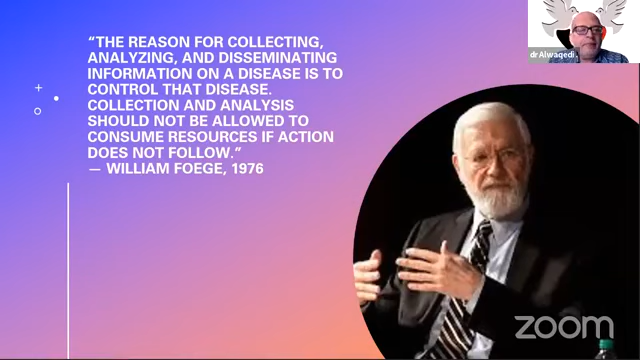 “THE REASON FOR COLLECTING,
ANALYZING, AND DISSEMINATING
INFORMATION ON A DISEASE IS TO
CONTROL THAT DISEASE.
COLLECTION AND ANALYSIS
SHOULD NOT BE ALLOWED TO
CONSUME RESOURCES IF ACTION
DOES NOT FOLLOW.”
— WILLIAM FOEGE, 1976
dr Alwaqedi
zoom